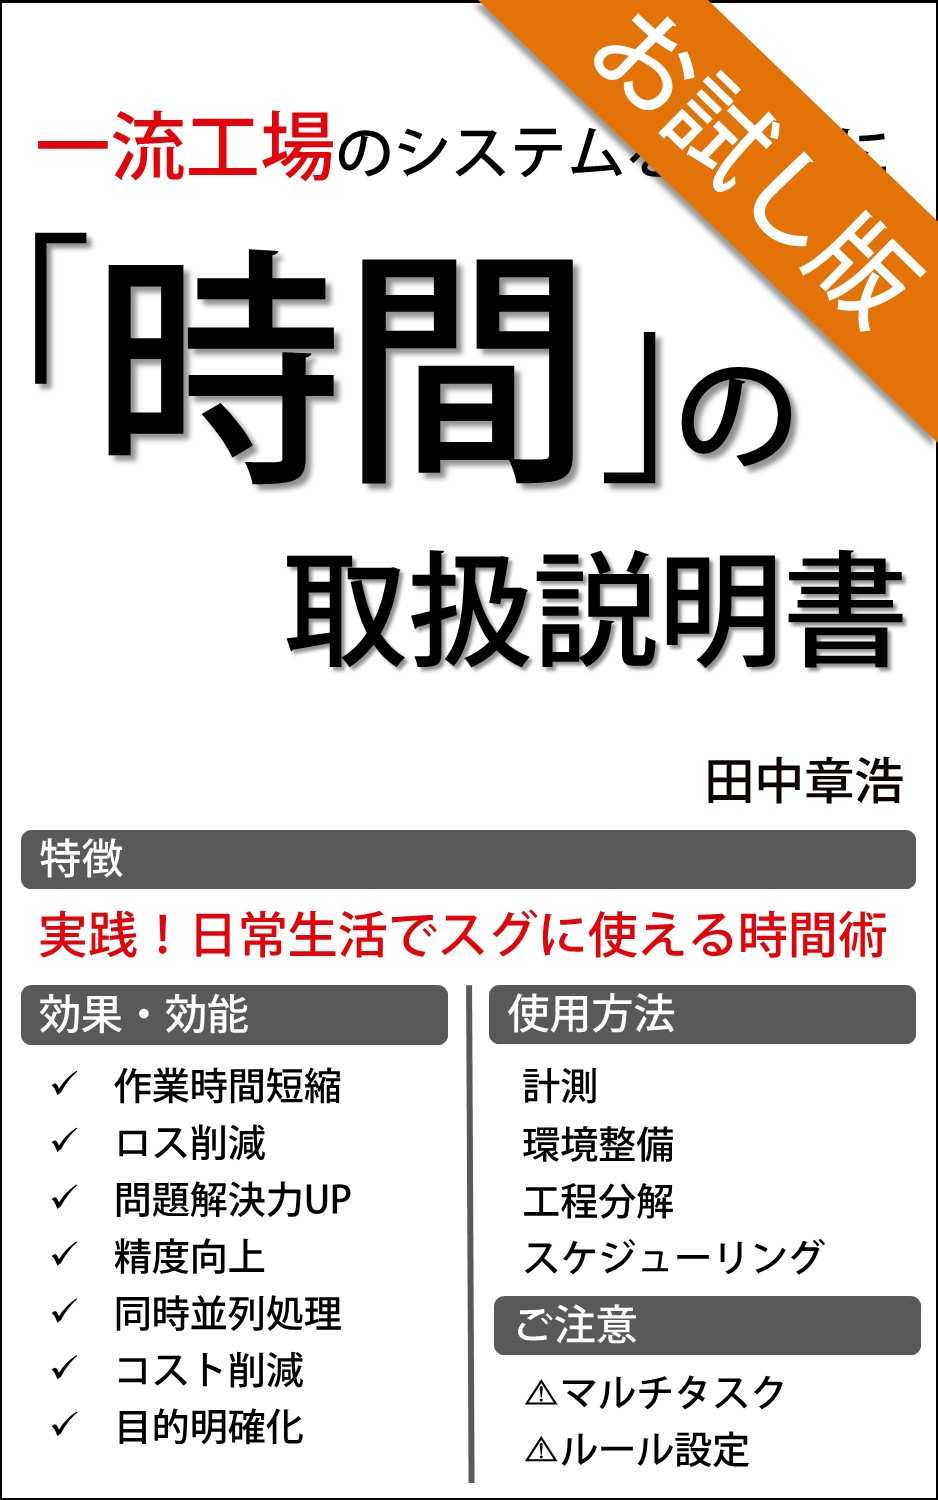 お試し版
一流工場のシステムを
「時間」の
取扱説明書
田中章浩
特徴
実践！日常生活でスグに使える時間術
効果・効能
✓ 作業時間短縮
✓ ロス削減
✓ 問題解決力UP
✓ 精度向上
✓ 同時並列処理
✓ コスト削減
✓ 目的明確化
使用方法
計測
環境整備
工程分解
スケジューリング
ご注意
⚠マルチタスク
⚠ルール設定